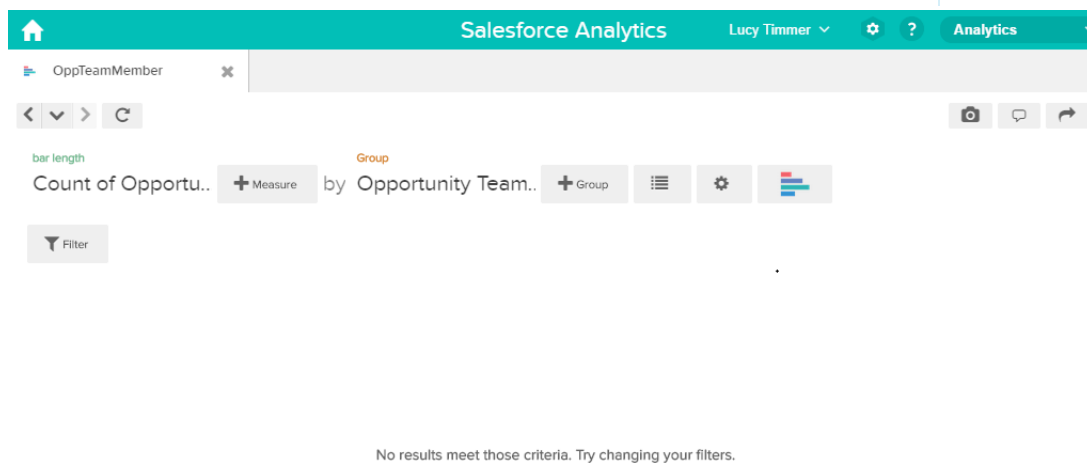 Salesforce Analytics Lucy Timmer ? Analytics
OppTeamMember
bar length Group
Count of Opportu.. Measure by Opportunity Team.. Group
Filter
No results meet those criteria. Try changing your filters.